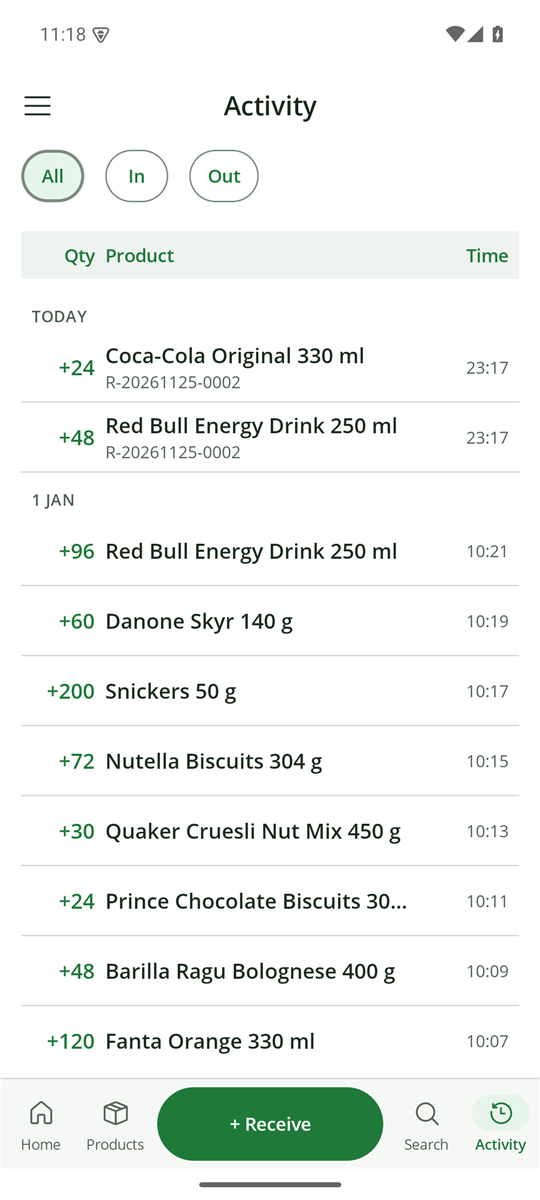 11:18
Activity
All In Out
Qty Product Time
TODAY
+24 Coca-Cola Original 330 ml 23:17
R-20261125-0002
+48 Red Bull Energy Drink 250 ml 23:17
R-20261125-0002
1 JAN
+96 Red Bull Energy Drink 250 ml 10:21
+60 Danone Skyr 140 g 10:19
+200 Snickers 50 g 10:17
+72 Nutella Biscuits 304 g 10:15
+30 Quaker Cruesli Nut Mix 450 g 10:13
+24 Prince Chocolate Biscuits 30... 10:11
+48 Barilla Ragu Bolognese 400 g 10:09
+120 Fanta Orange 330 ml 10:07
+ Receive
Home Products Search Activity